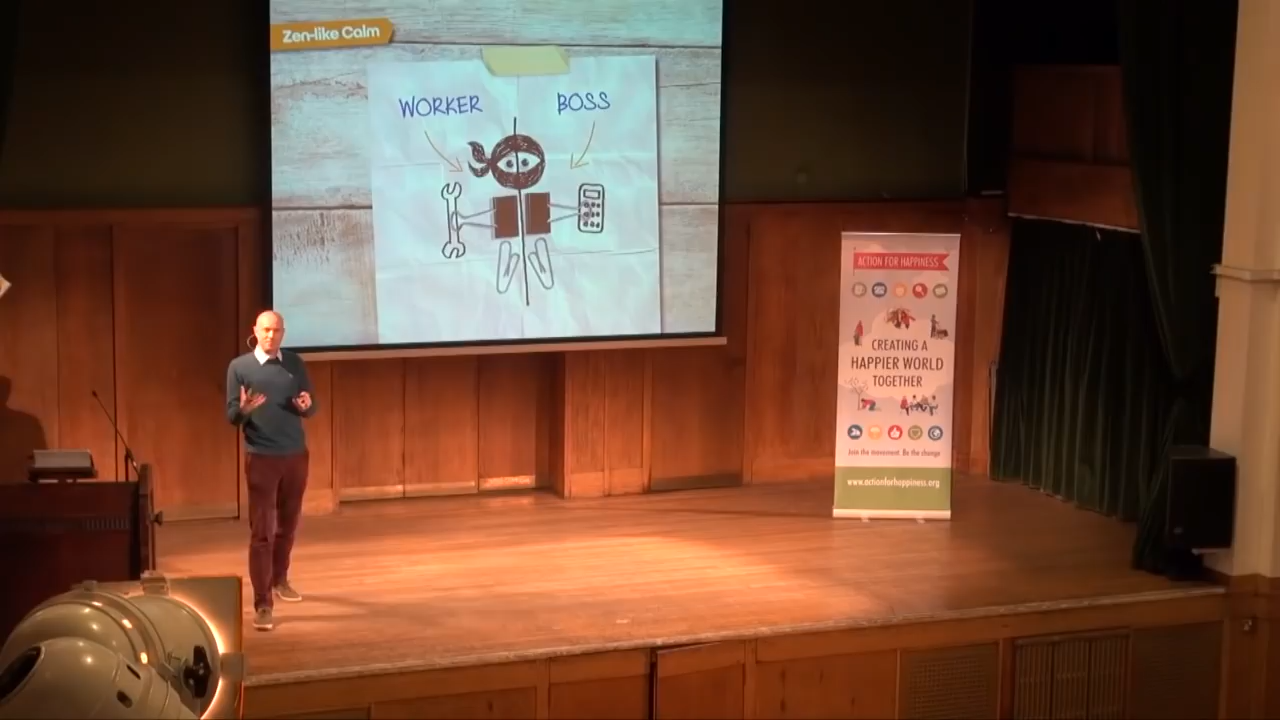 Zen-like Calm
WORKER
BOSS
ACTION FOR HAPPINESS
CREATING A
HAPPIER WORLD
TOGETHER
Join the movement. Be the change
www.actionforhappiness.org